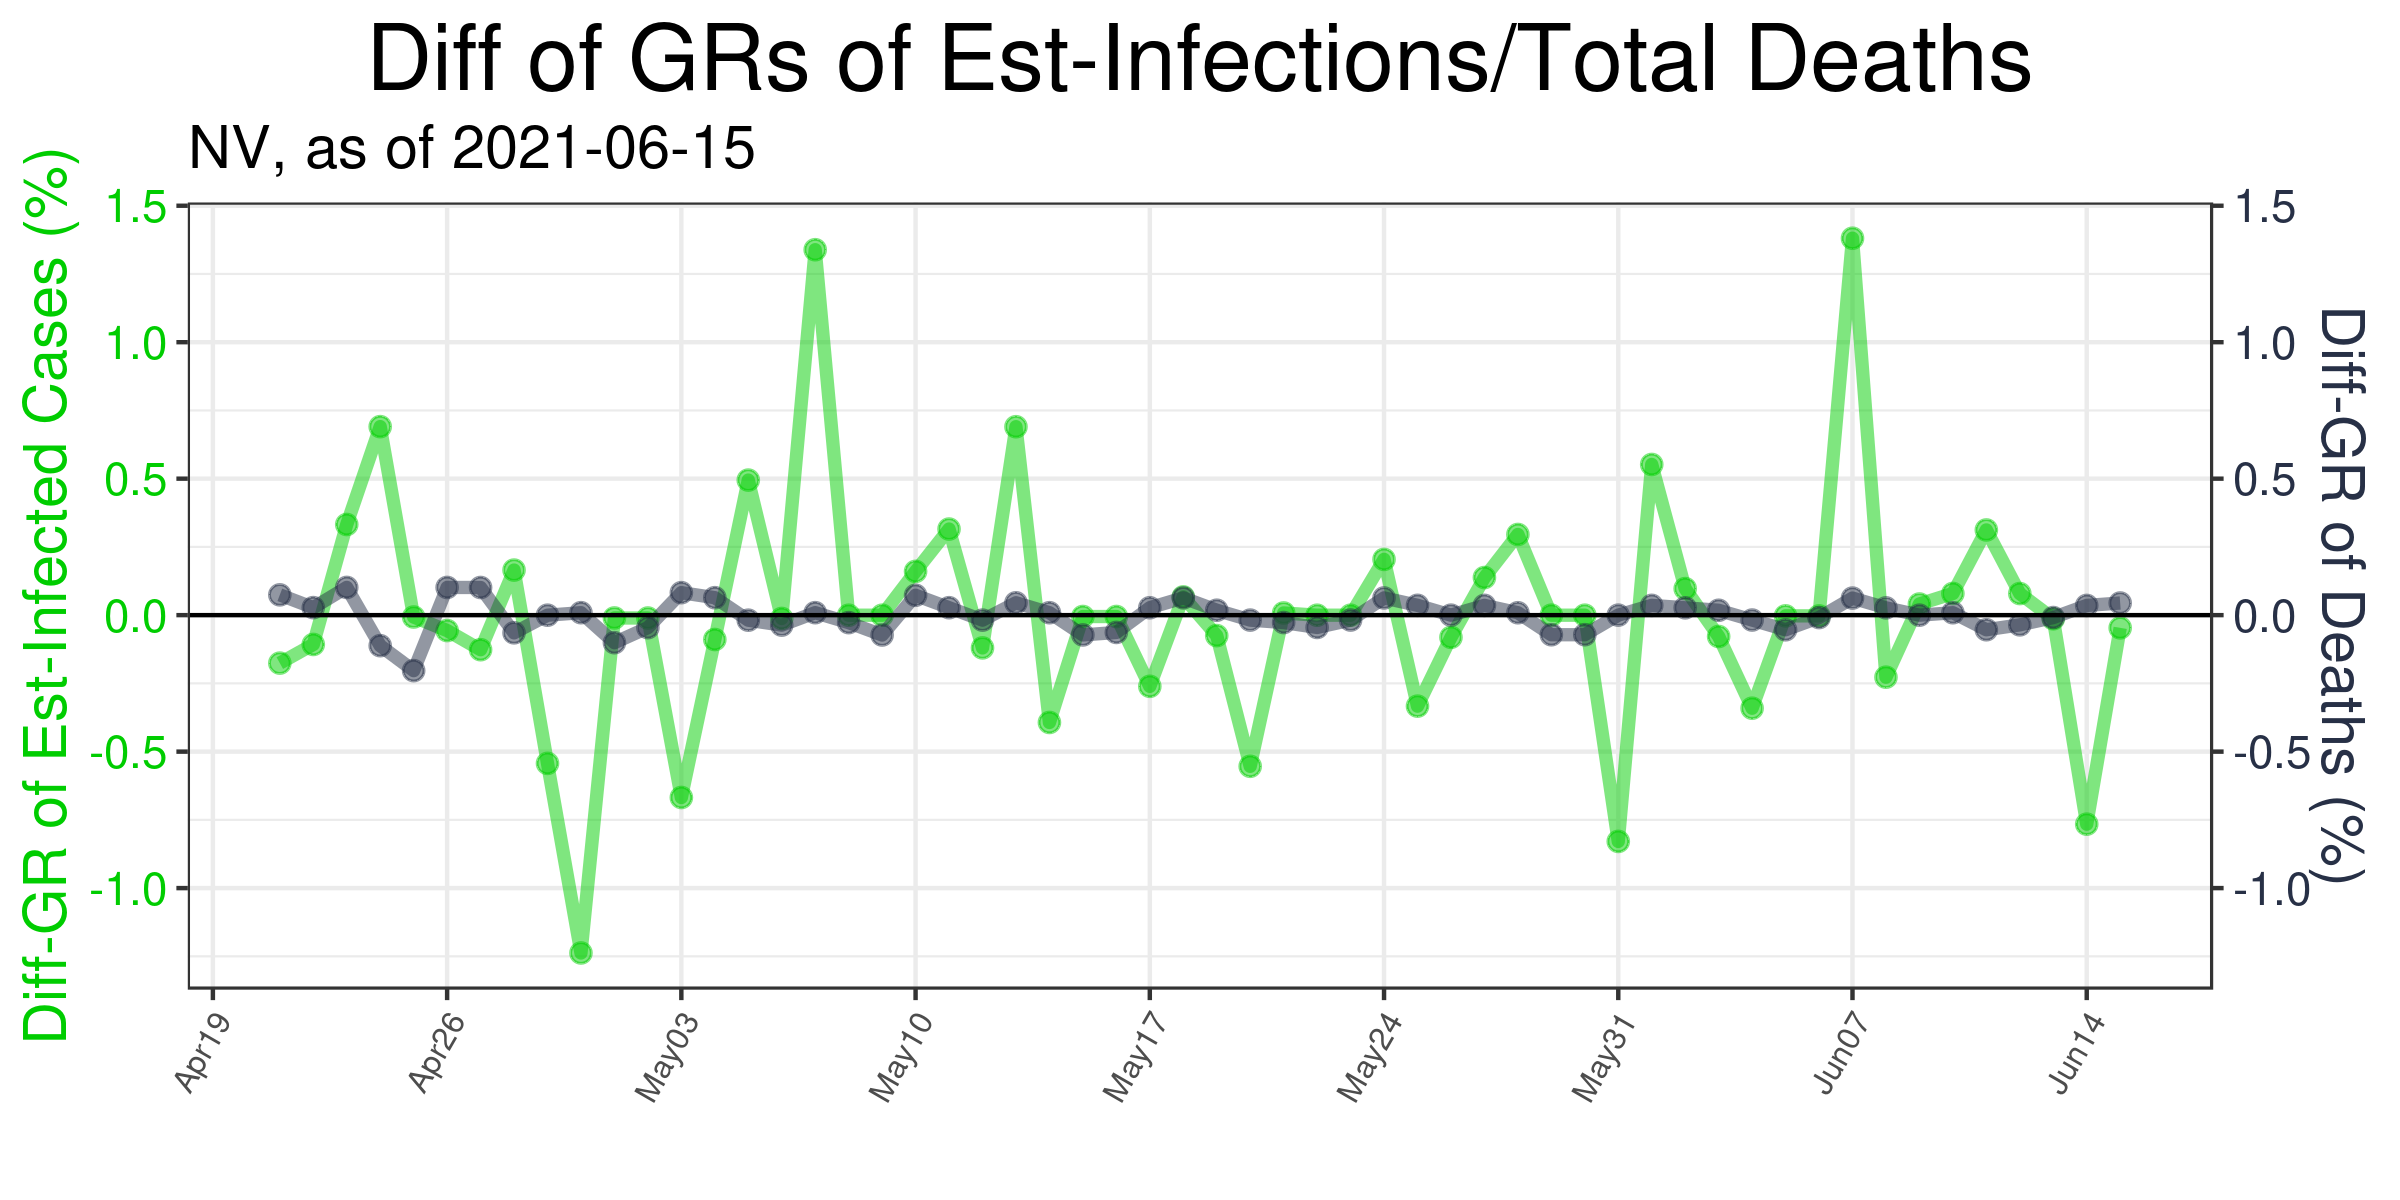 Diff of GRs of Est-Infections/Total Deaths
NV, as of 2021-06-15
Diff-GR of Est-Infected Cases (%)
1.5
1.0
0.5
0.0
-0.5
-1.0
1.5
1.0
0.5
0.0
-0.5
-1.0
Diff-GR of Deaths (%)
Apr19
Apr26
May03
May10
May17
May24
May31
Jun07
Jun14